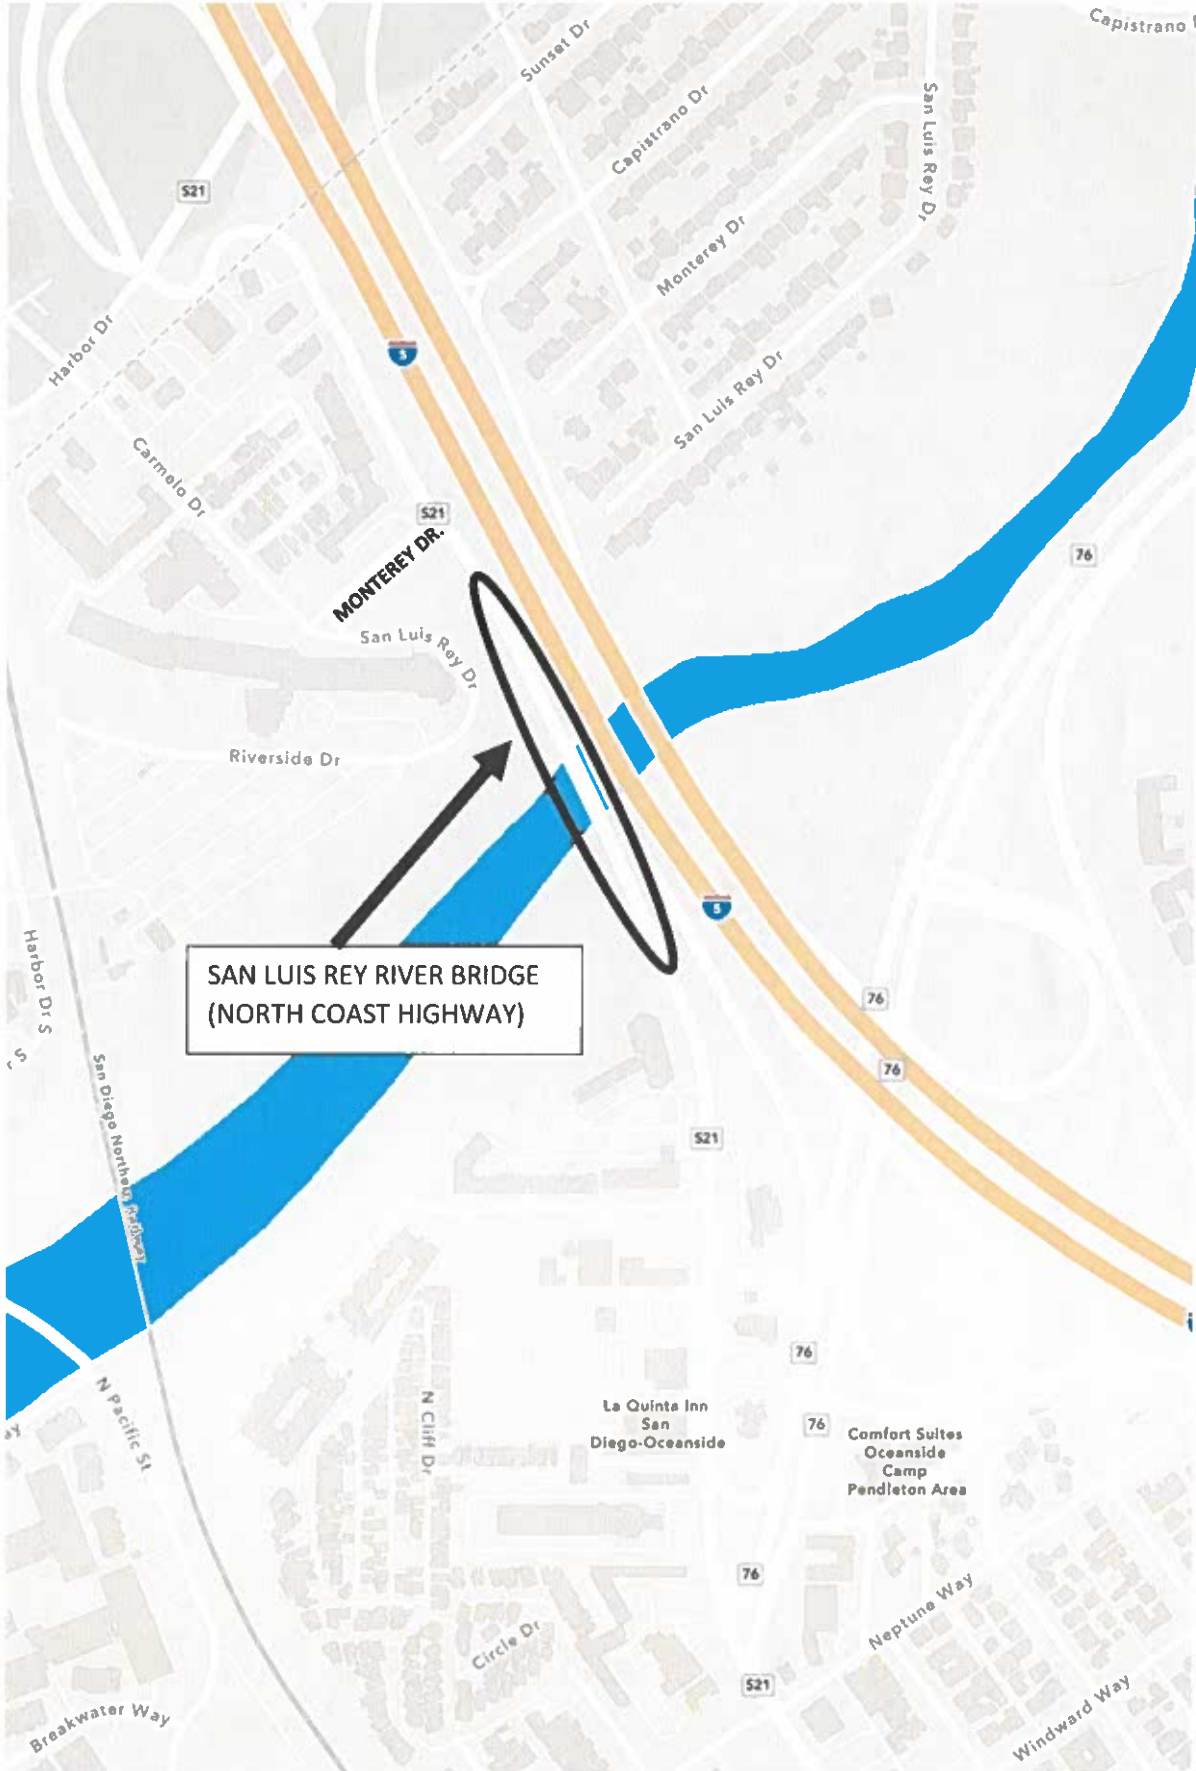 Capistrano
Sunset Dr
Capistrano Dr
San Luis Rey Dr
S21
Monterey Dr
Harbor Dr
5
San Luis Rey Dr
Carmelo Dr
S21
MONTEREY DR.
76
San Luis Rey Dr
Riverside Dr
5
Harbor Dr S
SAN LUIS REY RIVER BRIDGE
(NORTH COAST HIGHWAY)
76
r S
76
San Diego Northern Railway
S21
76
N Pacific St
N Cliff Dr
La Quinta Inn
San
Diego-Oceanside
76
Comfort Suites
Oceanside
Camp
Pendleton Area
ay
76
Neptune Way
Circle Dr
S21
Breakwater Way
Windward Way